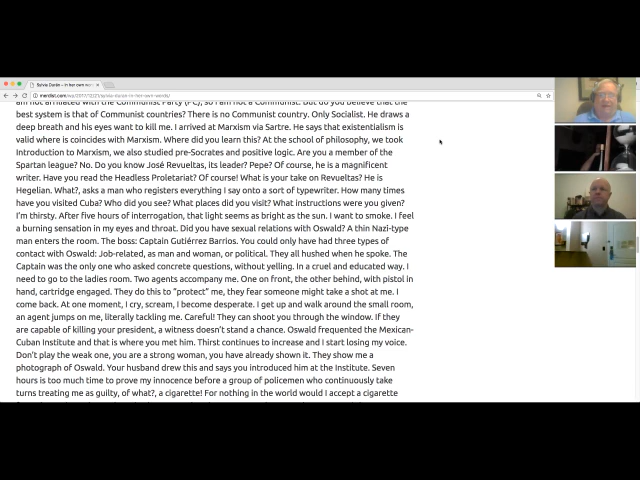 Sylvia Durán – in her own wor
merdist.com/wp/2017/12/23/sylvia-duran-in-her-own-words/
am not affiliated with the Communist Party (PC), so I am not a Communist. But do you believe that the
best system is that of Communist countries? There is no Communist country. Only Socialist. He draws a
deep breath and his eyes want to kill me. I arrived at Marxism via Sartre. He says that existentialism is
valid where is coincides with Marxism. Where did you learn this? At the school of philosophy, we took
Introduction to Marxism, we also studied pre-Socrates and positive logic. Are you a member of the
Spartan league? No. Do you know José Revueltas, its leader? Pepe? Of course, he is a magnificent
writer. Have you read the Headless Proletariat? Of course! What is your take on Revueltas? He is
Hegelian. What?, asks a man who registers everything I say onto a sort of typewriter. How many times
have you visited Cuba? Who did you see? What places did you visit? What instructions were you given?
I'm thirsty. After five hours of interrogation, that light seems as bright as the sun. I want to smoke. I feel
a burning sensation in my eyes and throat. Did you have sexual relations with Oswald? A thin Nazi-type
man enters the room. The boss: Captain Gutiérrez Barrios. You could only have had three types of
contact with Oswald: Job-related, as man and woman, or political. They all hushed when he spoke. The
Captain was the only one who asked concrete questions, without yelling. In a cruel and educated way. I
need to go to the ladies room. Two agents accompany me. One on front, the other behind, with pistol in
hand, cartridge engaged. They do this to "protect" me, they fear someone might take a shot at me. I
come back. At one moment, I cry, scream, I become desperate. I get up and walk around the small room,
an agent jumps on me, literally tackling me. Careful! They can shoot you through the window. If they
are capable of killing your president, a witness doesn't stand a chance. Oswald frequented the Mexican-
Cuban Institute and that is where you met him. Thirst continues to increase and I start losing my voice.
Don't play the weak one, you are a strong woman, you have already shown it. They show me a
photograph of Oswald. Your husband drew this and says you introduced him at the Institute. Seven
hours is too much time to prove my innocence before a group of policemen who continuously take
turns treating me as guilty, of what?, a cigarette! For nothing in the world would I accept a cigarette